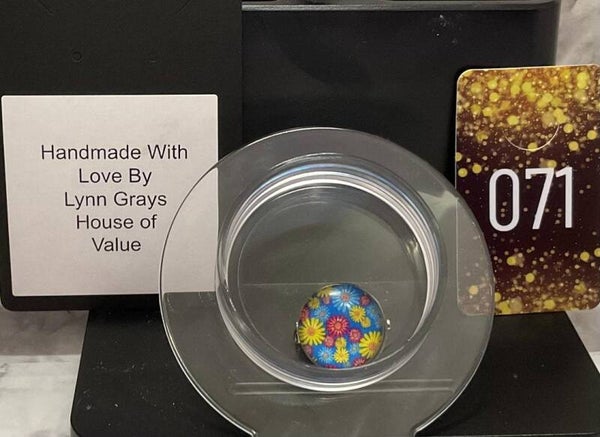 Handmade With
Love By
Lynn Grays
House of
Value
071